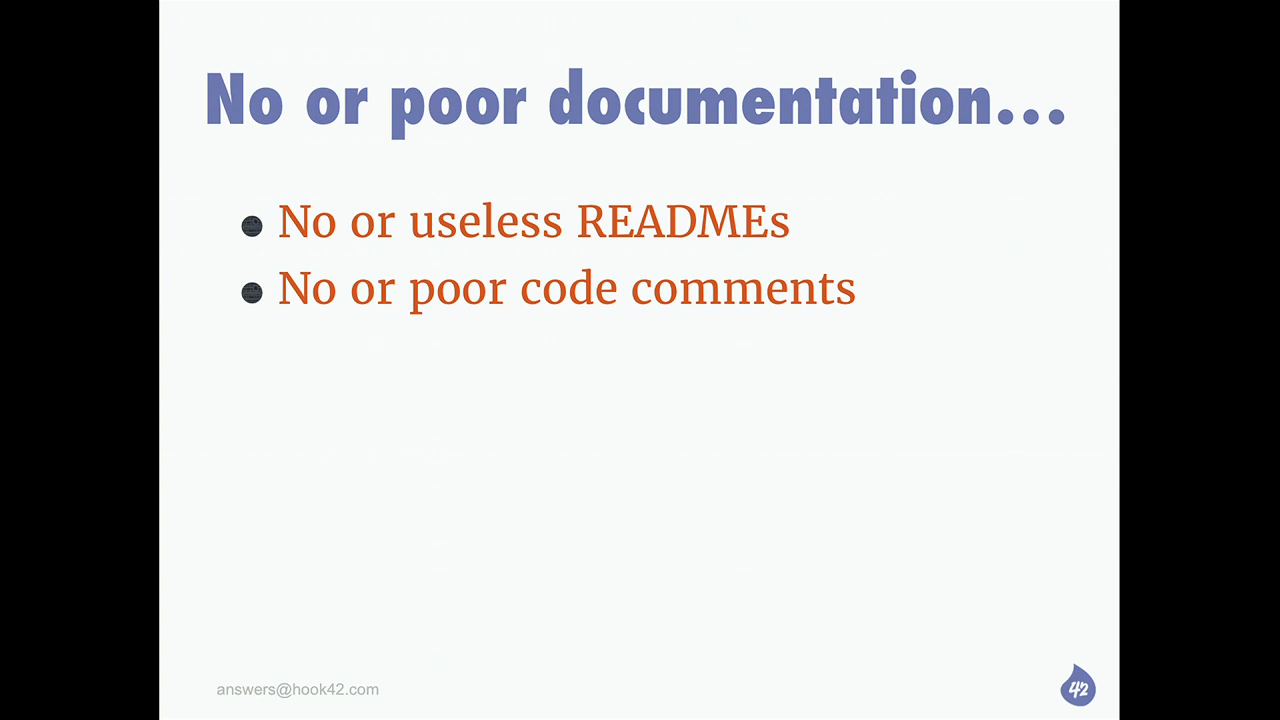 No or poor documentation...
No or useless READMEs
No or poor code comments
answers@hook42.com
42